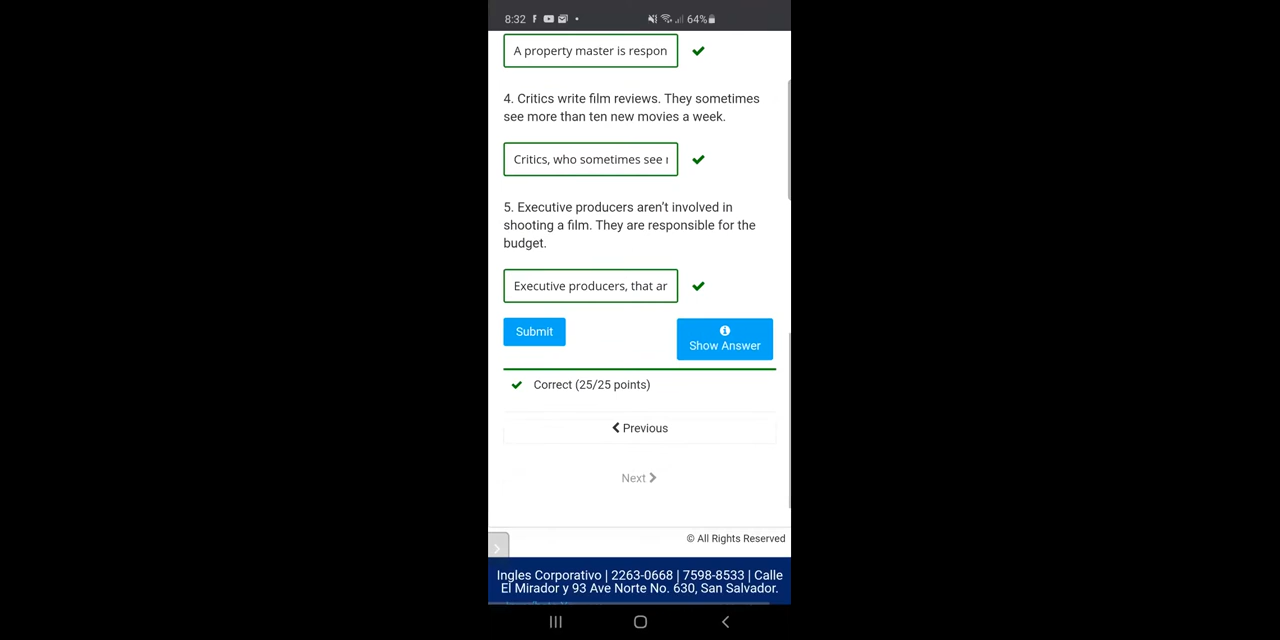 8:32
64%
A property master is respon
4. Critics write film reviews. They sometimes
see more than ten new movies a week.
Critics, who sometimes see
5. Executive producers aren't involved in
shooting a film. They are responsible for the
budget.
Executive producers, that ar
Submit
Show Answer
Correct (25/25 points)
Previous
Next
© All Rights Reserved
Ingles Corporativo | 2263-0668 | 7598-8533 | Calle
El Mirador y 93 Ave Norte No. 630, San Salvador.